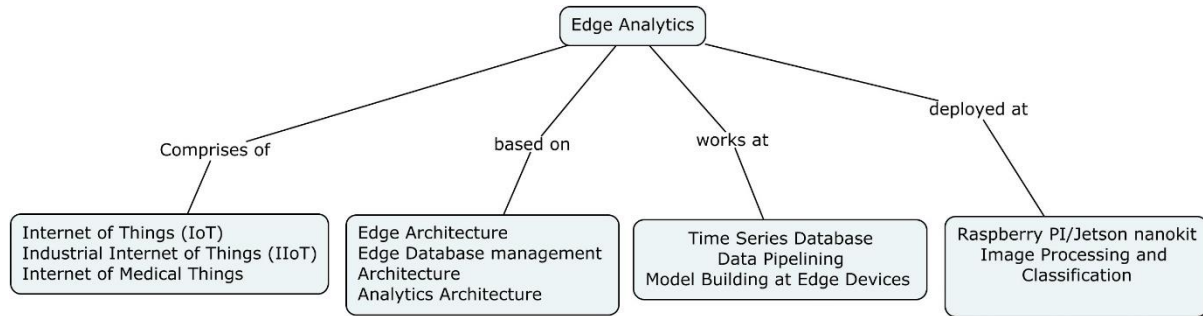 Edge Analytics
Comprises of
based on
works at
deployed at
Internet of Things (IoT)
Industrial Internet of Things (IIoT)
Internet of Medical Things
Edge Architecture
Edge Database management
Architecture
Analytics Architecture
Time Series Database
Data Pipelining
Model Building at Edge Devices
Raspberry PI/Jetson nanokit
Image Processing and
Classification